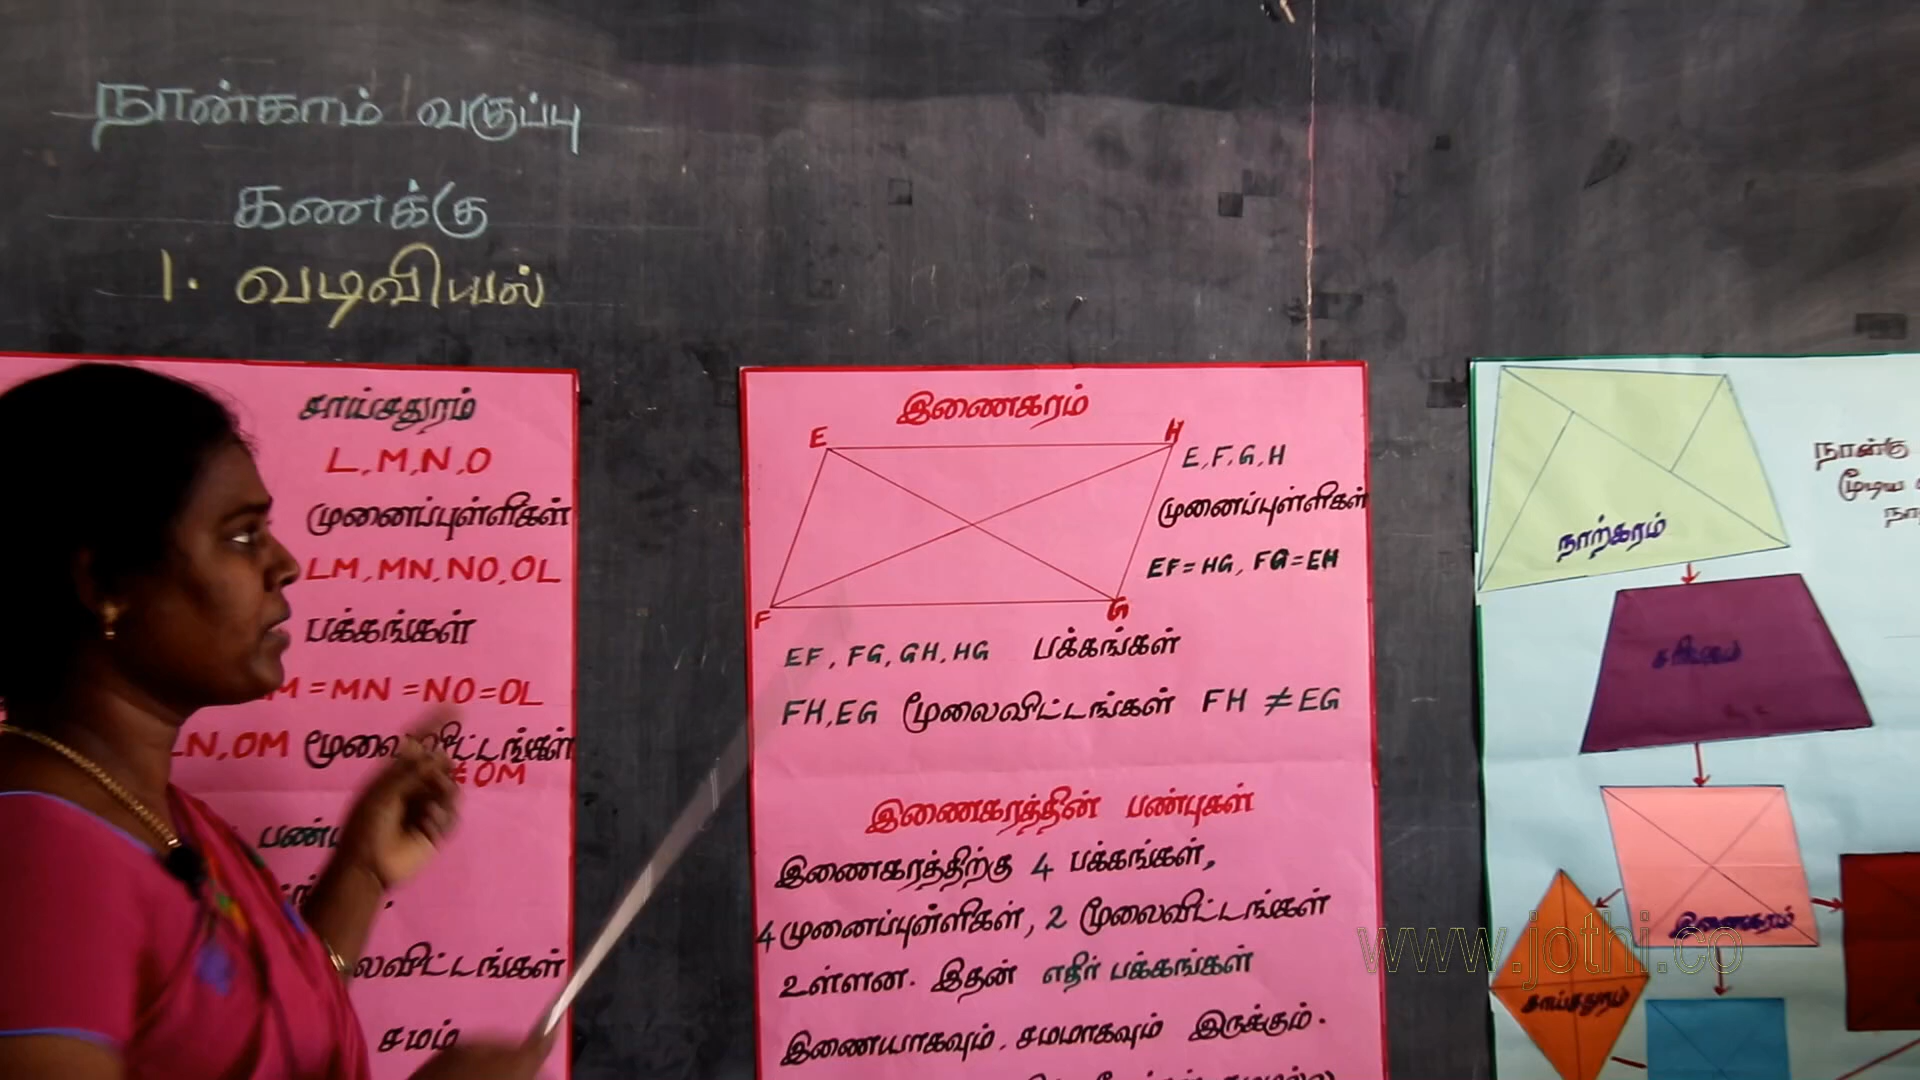 நான்காம் வகுப்பு
கணக்கு
1. வடிவியல்
சாய்சதுரம்
L, M, N, O
முனைப்புள்ளிகள்
LM, MN, NO, OL
பக்கங்கள்
= MN = NO = OL
LN, OM மூலைவிட்டங்கள்
≠ OM
சமம்
இணைகரம்
E
H
F
G
E, F, G, H
முனைப்புள்ளிகள்
EF = HG, FG = EH
EF, FG, GH, HG பக்கங்கள்
FH, EG மூலைவிட்டங்கள் FH ≠ EG
இணைகரத்தின் பண்புகள்
இணைகரத்திற்கு 4 பக்கங்கள்,
4 முனைப்புள்ளிகள், 2 மூலைவிட்டங்கள்
உள்ளன. இதன் எதிர் பக்கங்கள்
இணையாகவும், சமமாகவும் இருக்கும்.
நான்கு
மூடிய
நாற்கரம்
சரிவகம்
இணைகரம்
சாய்சதுரம்
www.jothi.co